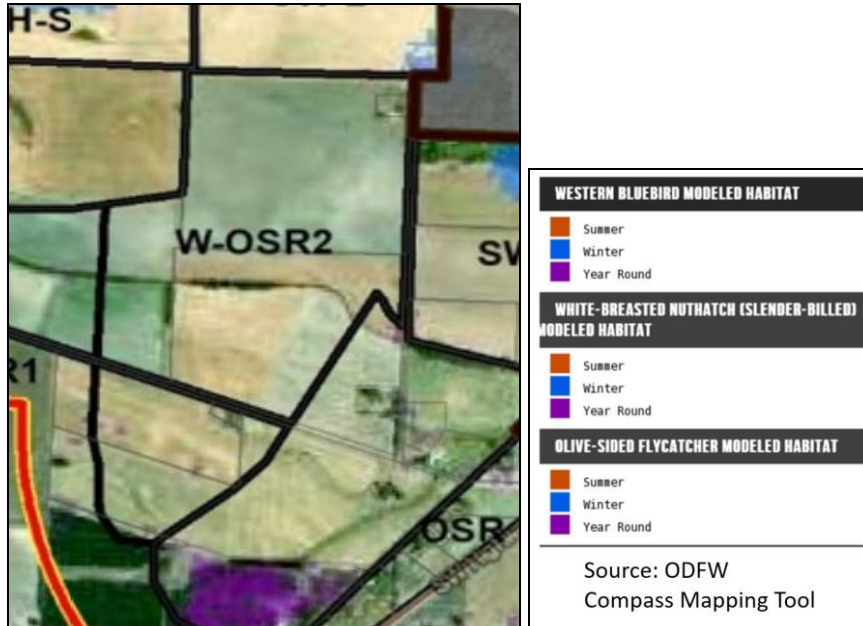 H-S
W-OSR2
SW
R1
OSR
WESTERN BLUEBIRD MODELED HABITAT
Summer
Winter
Year Round
WHITE-BREASTED NUTHATCH (SLENDER-BILLED)
MODELED HABITAT
Summer
Winter
Year Round
OLIVE-SIDED FLYCATCHER MODELED HABITAT
Summer
Winter
Year Round
Source: ODFW
Compass Mapping Tool